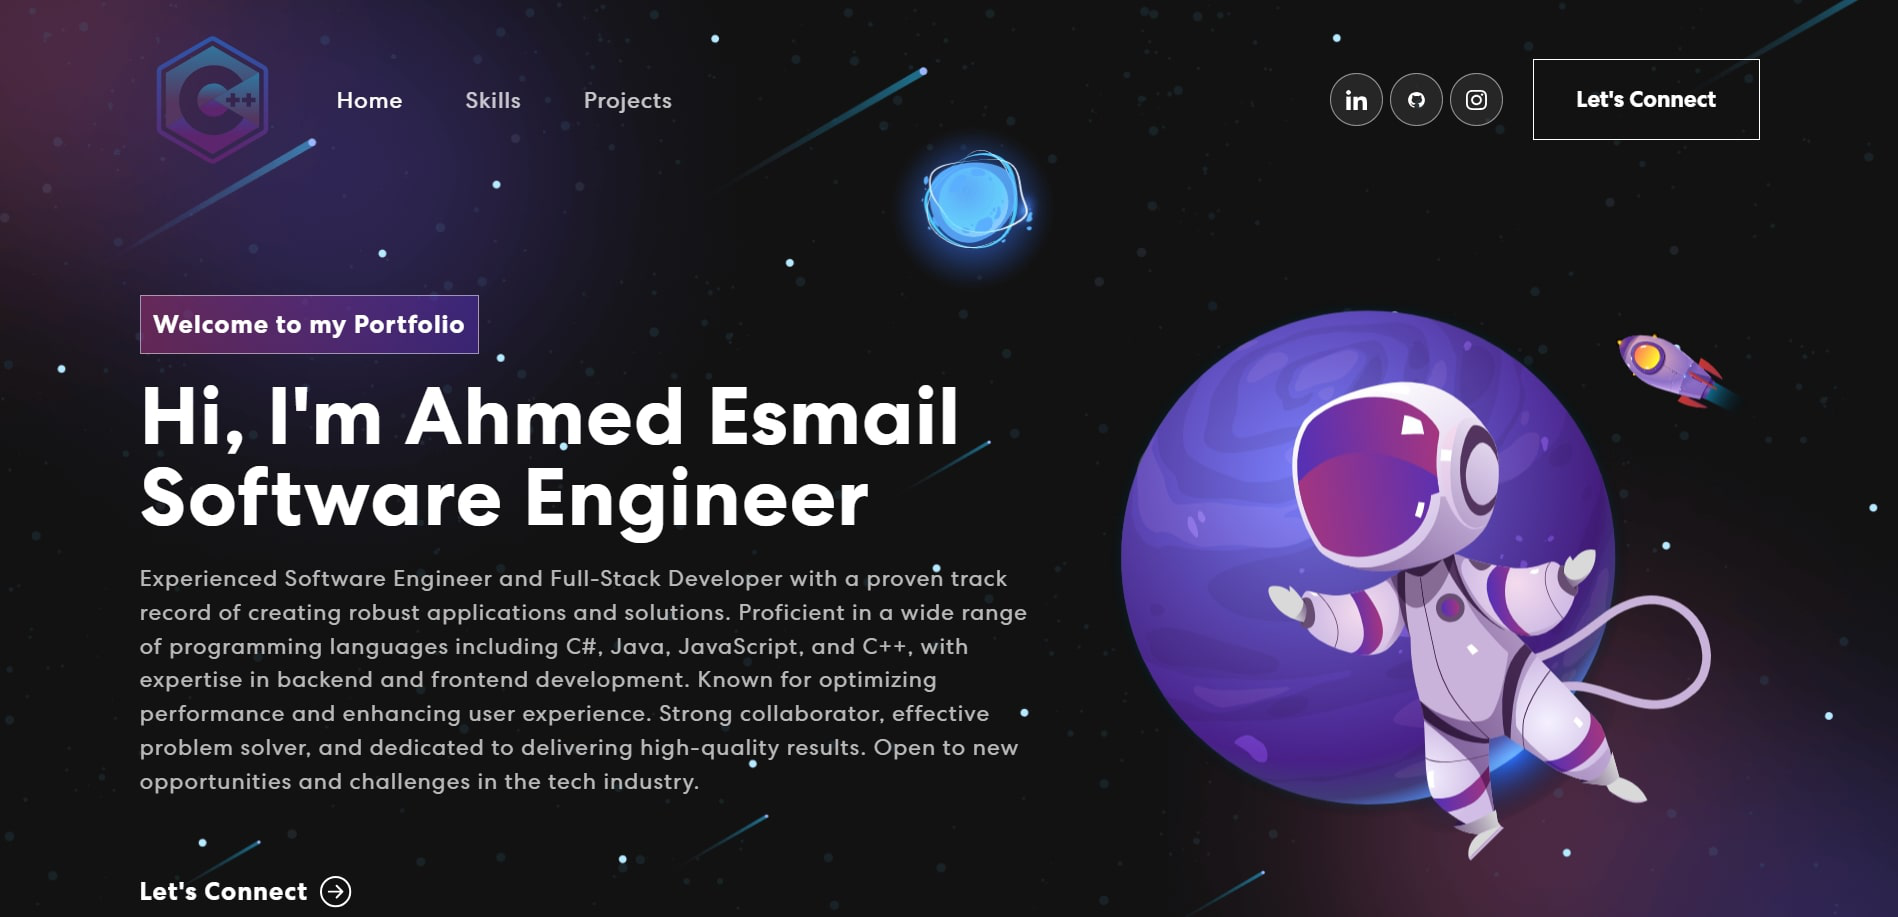 C++
Home
Skills
Projects
in
Let's Connect
Welcome to my Portfolio
Hi, I'm Ahmed Esmail
Software Engineer
Experienced Software Engineer and Full-Stack Developer with a proven track
record of creating robust applications and solutions. Proficient in a wide range
of programming languages including C#, Java, JavaScript, and C++, with
expertise in backend and frontend development. Known for optimizing
performance and enhancing user experience. Strong collaborator, effective
problem solver, and dedicated to delivering high-quality results. Open to new
opportunities and challenges in the tech industry.
Let's Connect